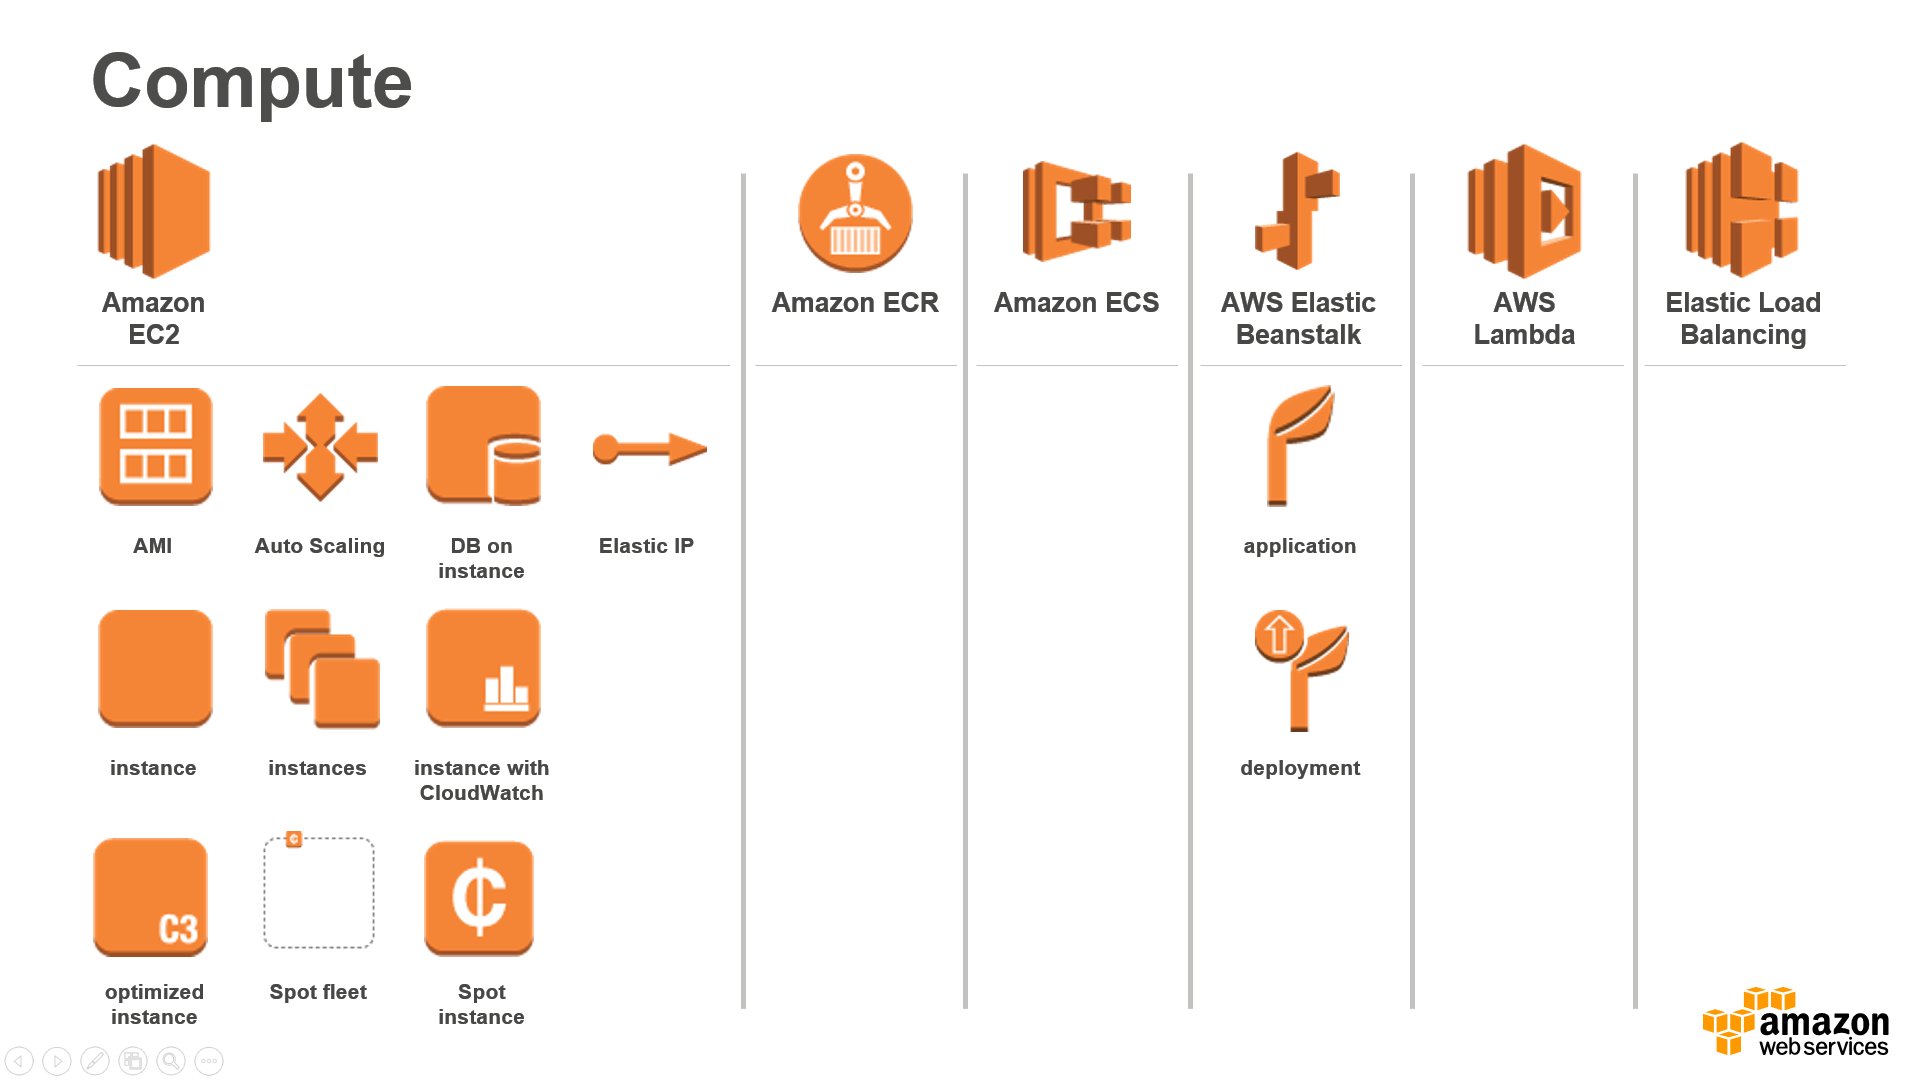 Compute
Amazon
EC2
Amazon ECR
Amazon ECS
AWS Elastic
Beanstalk
AWS
Lambda
Elastic Load
Balancing
AMI
Auto Scaling
DB on
instance
Elastic IP
application
instance
instances
instance with
CloudWatch
deployment
C3
¢
¢
optimized
instance
Spot fleet
Spot
instance
amazon
web services